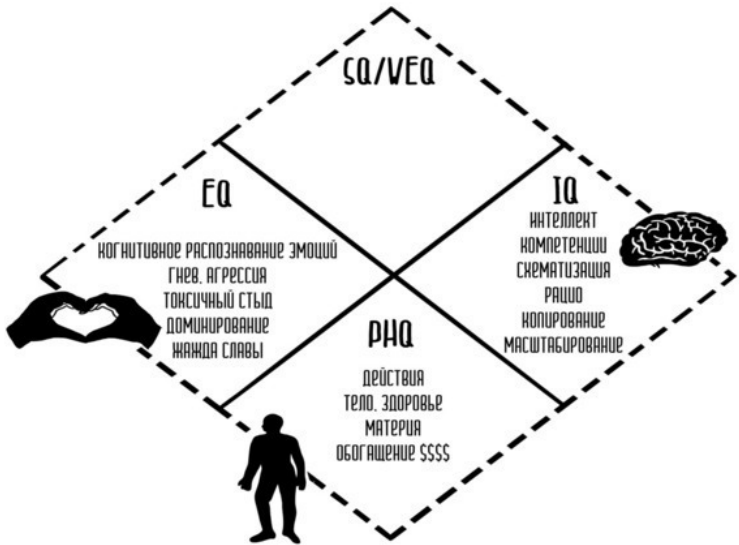 SQ/VEQ
EQ
КОГНИТИВНОЕ РАСПОЗНАВАНИЕ ЭМОЦИЙ
ГНЕВ, АГРЕССИЯ
ТОКСИЧНЫЙ СТЫД
ДОМИНИРОВАНИЕ
ЖАЖДА СЛАВЫ
IQ
ИНТЕЛЛЕКТ
КОМПЕТЕНЦИИ
СХЕМАТИЗАЦИЯ
РАЦИО
КОПИРОВАНИЕ
МАСШТАБИРОВАНИЕ
PHQ
ДЕЙСТВИЯ
ТЕЛО, ЗДОРОВЬЕ
МАТЕРИЯ
ОБОГАЩЕНИЕ $$$$